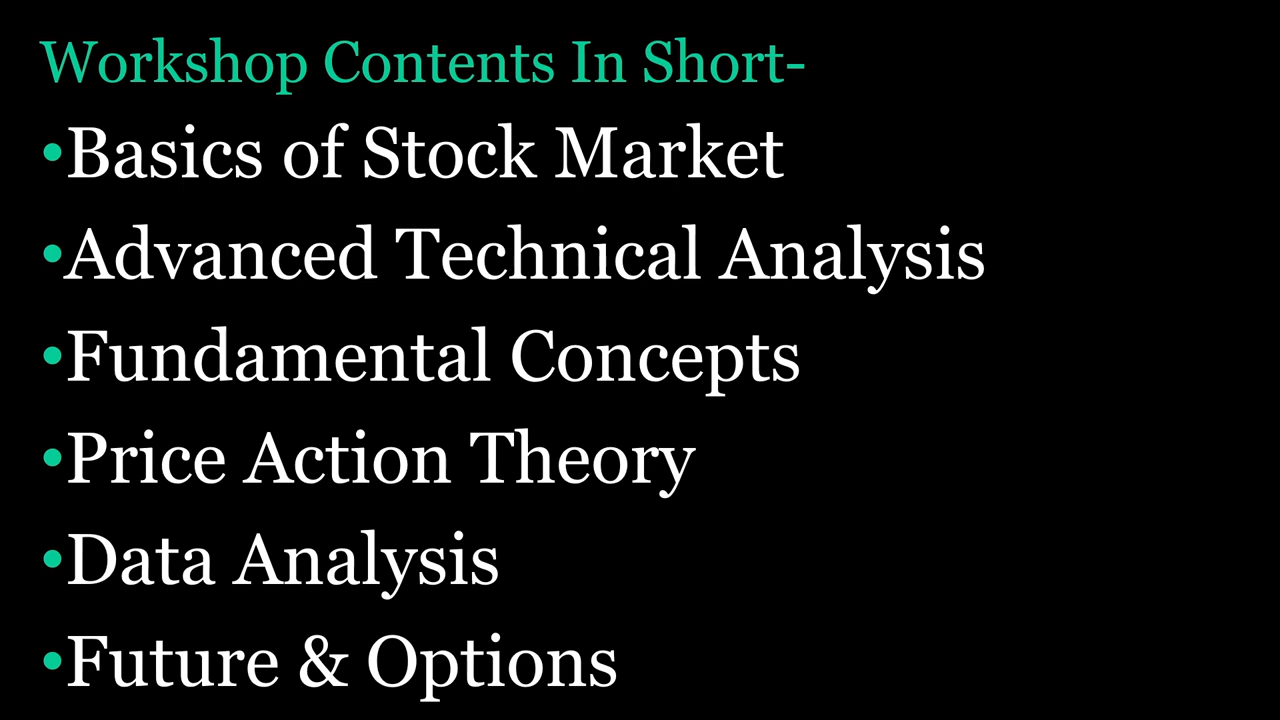 Workshop Contents In Short-
•Basics of Stock Market
•Advanced Technical Analysis
•Fundamental Concepts
•Price Action Theory
•Data Analysis
•Future & Options